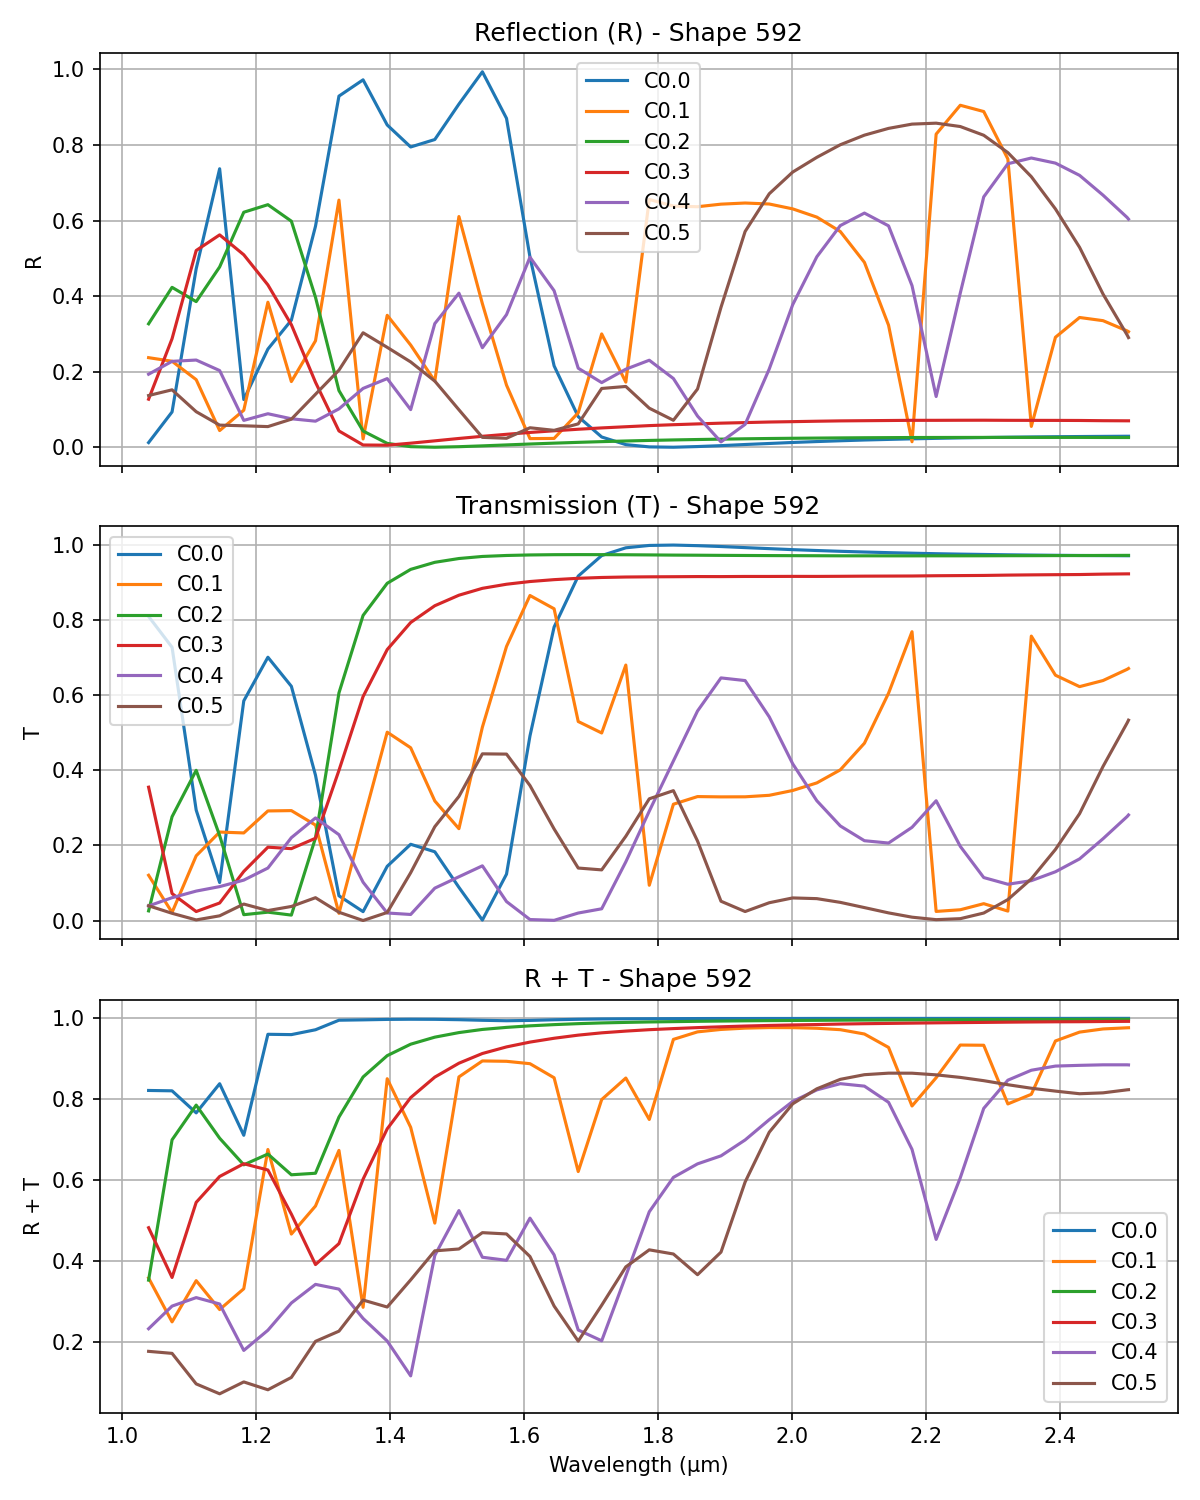 Reflection (R) - Shape 592
1.0
0.8
0.6
0.4
0.2
0.0
R
C0.0
C0.1
C0.2
C0.3
C0.4
C0.5
Transmission (T) - Shape 592
1.0
0.8
0.6
0.4
0.2
0.0
T
C0.0
C0.1
C0.2
C0.3
C0.4
C0.5
R + T - Shape 592
1.0
0.8
0.6
0.4
0.2
R + T
C0.0
C0.1
C0.2
C0.3
C0.4
C0.5
1.0 1.2 1.4 1.6 1.8 2.0 2.2 2.4
Wavelength (μm)